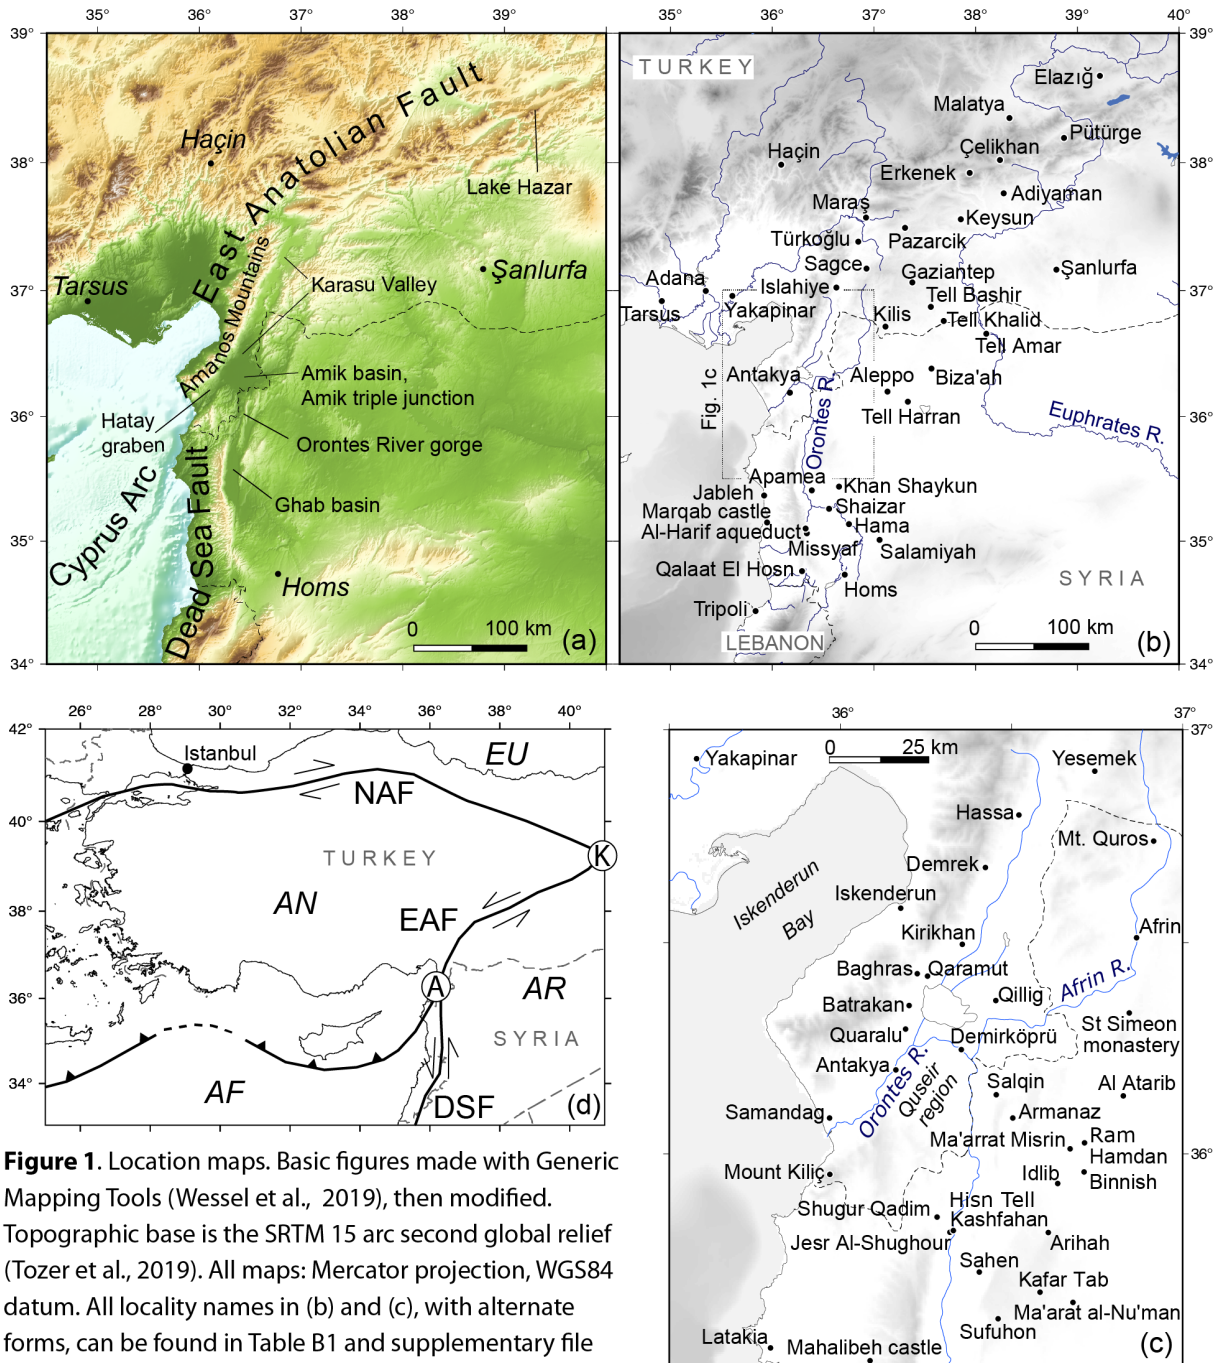 35° 36° 37° 38° 39°
39°
38°
37°
36°
35°
34°
Haçin
East Anatolian Fault
Lake Hazar
Şanlurfa
Tarsus
Amanos Mountains
Karasu Valley
Amik basin,
Amik triple junction
Hatay
graben
Orontes River gorge
Ghab basin
Cyprus Arc
Dead Sea Fault
Homs
0 100 km
(a)
35° 36° 37° 38° 39° 40°
39°
38°
37°
36°
35°
34°
TURKEY
Elazığ
Malatya
Pütürge
Çelikhan
Haçin
Erkenek
Adiyaman
Maraş
Keysun
Türkoğlu
Pazarcik
Sagce
Gaziantep
Şanlurfa
Adana
Islahiye
Tell Bashir
Tarsus
Yakapinar
Kilis
Tell Khalid
Tell Amar
Antakya
Aleppo
Biza'ah
Fig. 1c
Orontes R.
Tell Harran
Euphrates R.
Apamea
Jableh
Khan Shaykun
Marqab castle
Shaizar
Al-Harif aqueduct
Hama
Missyaf
Salamiyah
Qalaat El Hosn
Homs
SYRIA
Tripoli
LEBANON
0 100 km
(b)
26° 28° 30° 32° 34° 36° 38° 40°
42°
40°
38°
36°
34°
Istanbul
EU
NAF
TURKEY
K
AN
EAF
A
AR
SYRIA
AF
DSF
(d)
36° 37°
36°
0 25 km
Yakapinar
Yesemek
Hassa
Mt. Quros
Demrek
Iskenderun
Bay
Iskenderun
Kirikhan
Afrin
Baghras
Qaramut
Afrin R.
Batrakan
Qillig
Quaralu
Demirköprü
St Simeon
monastery
Antakya
Orontes R.
Quseir
region
Salqin
Al Atarib
Samandag
Armanaz
Ma'arrat Misrin
Ram
Hamdan
Mount Kiliç
Idlib
Binnish
Shugur Qadim
Hisn Tell
Kashfahan
Jesr Al-Shughour
Arihah
Sahen
Kafar Tab
Ma'arat al-Nu'man
Sufuhon
Latakia
Mahalibeh castle
(c)
Figure 1. Location maps. Basic figures made with Generic
Mapping Tools (Wessel et al., 2019), then modified.
Topographic base is the SRTM 15 arc second global relief
(Tozer et al., 2019). All maps: Mercator projection, WGS84
datum. All locality names in (b) and (c), with alternate
forms, can be found in Table B1 and supplementary file